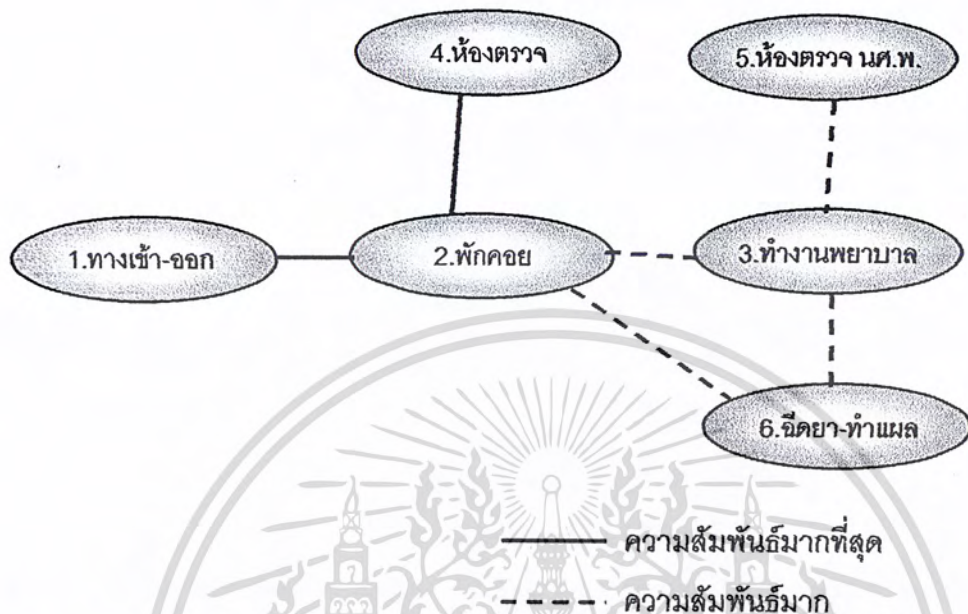 4.ห้องตรวจ
5.ห้องตรวจ นศ.พ.
1.ทางเข้า-ออก
2.พักคอย
3.ทำงานพยาบาล
6.ฉีดยา-ทำแผล
ความสัมพันธ์มากที่สุด
ความสัมพันธ์มาก